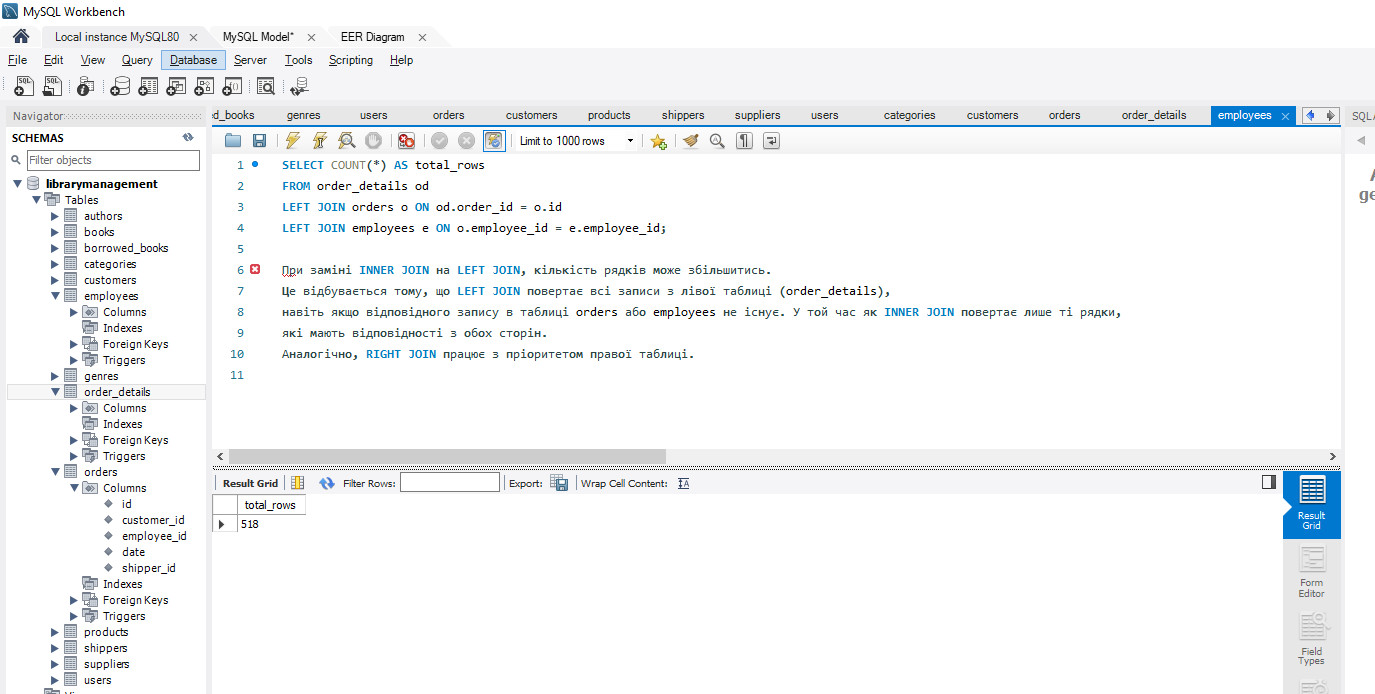 MySQL Workbench
Local instance MySQL80
MySQL Model*
EER Diagram
File Edit View Query Database Server Tools Scripting Help
Navigator
SCHEMAS
Filter objects
librarymanagement
Tables
authors
books
borrowed_books
categories
customers
employees
Columns
Indexes
Foreign Keys
Triggers
genres
order_details
Columns
Indexes
Foreign Keys
Triggers
orders
Columns
id
customer_id
employee_id
date
shipper_id
Indexes
Foreign Keys
Triggers
products
shippers
suppliers
users
ed_books genres users orders customers products shippers suppliers users categories customers orders order_details employees
SQLA
Limit to 1000 rows
1 SELECT COUNT(*) AS total_rows
2 FROM order_details od
3 LEFT JOIN orders o ON od.order_id = o.id
4 LEFT JOIN employees e ON o.employee_id = e.employee_id;
5
6 При заміні INNER JOIN на LEFT JOIN, кількість рядків може збільшитись.
7 Це відбувається тому, що LEFT JOIN повертає всі записи з лівої таблиці (order_details),
8 навіть якщо відповідного запису в таблиці orders або employees не існує. У той час як INNER JOIN повертає лише ті рядки,
9 які мають відповідності з обох сторін.
10 Аналогічно, RIGHT JOIN працює з пріоритетом правої таблиці.
11
ge
Result Grid
Filter Rows:
Export:
Wrap Cell Content:
total_rows
518
Result
Grid
Form
Editor
Field
Types